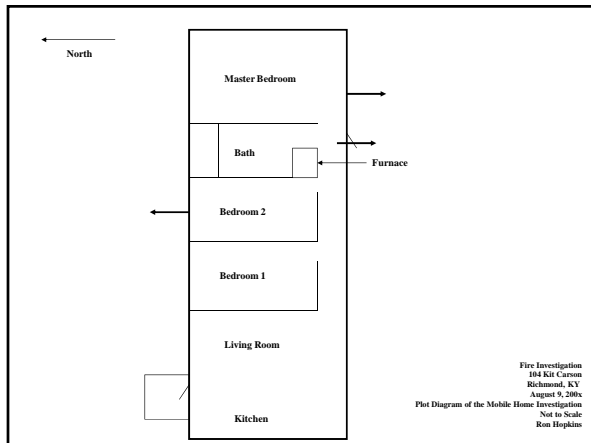 North
Master Bedroom
Bath
Furnace
Bedroom 2
Bedroom 1
Living Room
Kitchen
Fire Investigation
104 Kit Carson
Richmond, KY
August 9, 200x
Plot Diagram of the Mobile Home Investigation
Not to Scale
Ron Hopkins